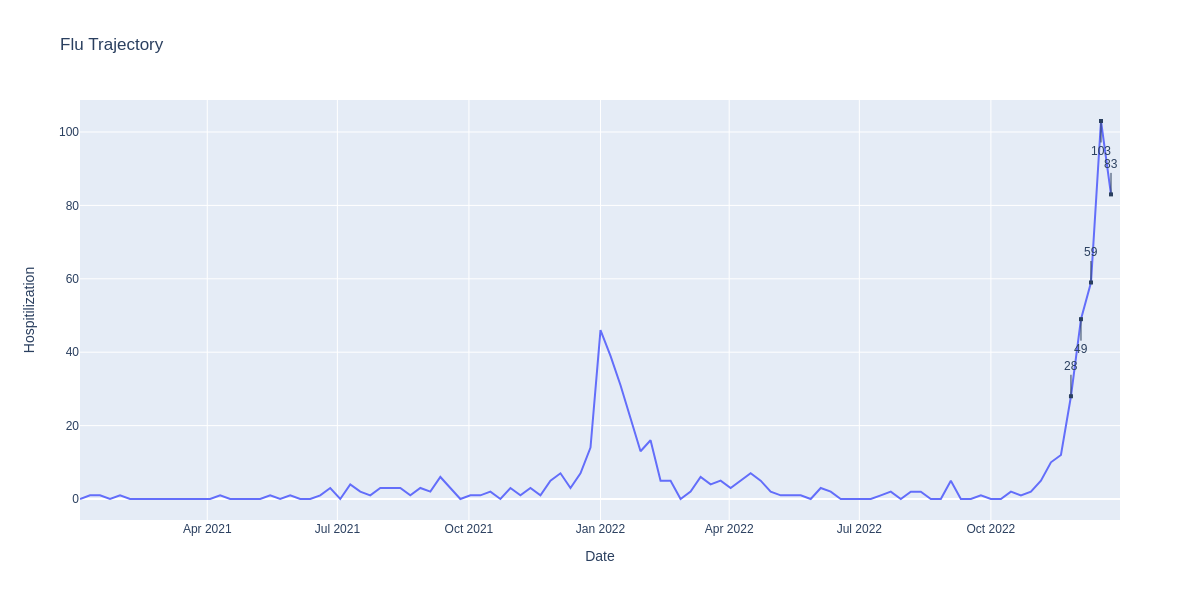 Flu Trajectory
Hospitilization
100
80
60
40
20
0
103
83
59
49
28
Apr 2021
Jul 2021
Oct 2021
Jan 2022
Apr 2022
Jul 2022
Oct 2022
Date